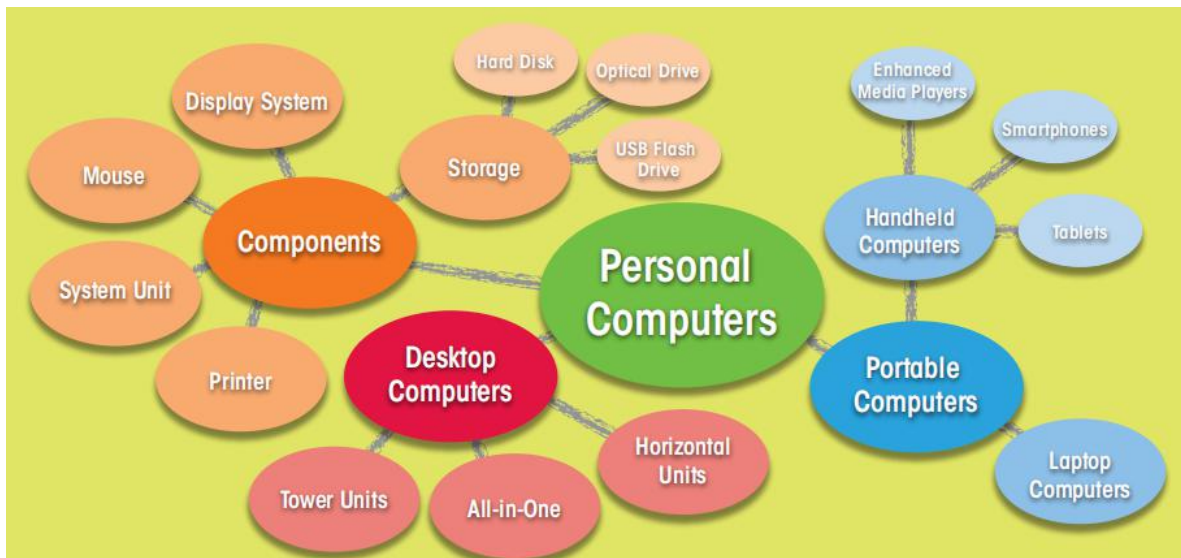 Personal
Computers
Components
Display System
Mouse
System Unit
Printer
Storage
Hard Disk
Optical Drive
USB Flash
Drive
Desktop
Computers
Tower Units
All-in-One
Horizontal
Units
Portable
Computers
Handheld
Computers
Enhanced
Media Players
Smartphones
Tablets
Laptop
Computers